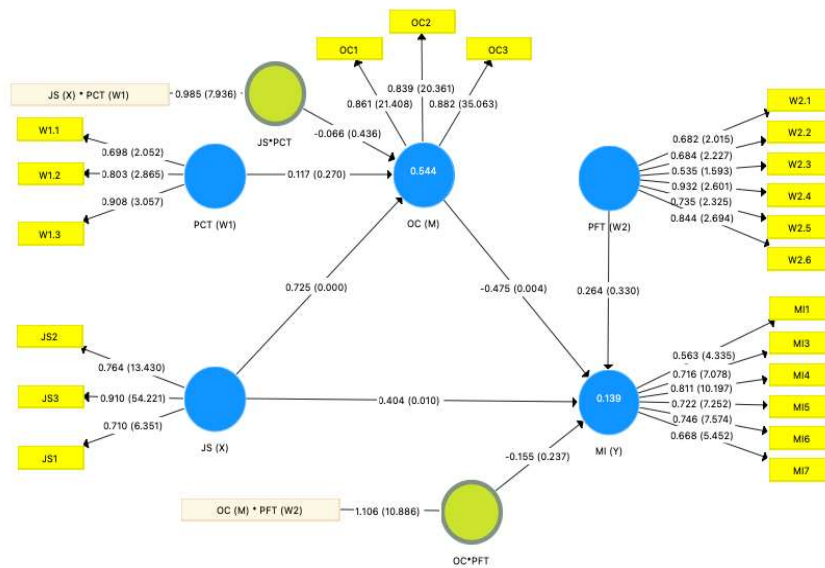 OC2
OC1
OC3
0.839 (20.361)
0.861 (21.408)
0.882 (35.063)
JS (X) * PCT (W1)
0.985 (7.936)
JS*PCT
-0.066 (0.436)
W1.1
W1.2
W1.3
0.698 (2.052)
0.803 (2.865)
0.908 (3.057)
PCT (W1)
0.117 (0.270)
0.544
OC (M)
W2.1
W2.2
W2.3
W2.4
W2.5
W2.6
0.682 (2.015)
0.684 (2.227)
0.535 (1.593)
0.932 (2.601)
0.735 (2.325)
0.844 (2.694)
PFT (W2)
0.725 (0.000)
-0.475 (0.004)
0.264 (0.330)
JS2
JS3
JS1
0.764 (13.430)
0.910 (54.221)
0.710 (6.351)
JS (X)
0.404 (0.010)
0.139
MI (Y)
MI1
MI3
MI4
MI5
MI6
MI7
0.563 (4.335)
0.716 (7.078)
0.811 (10.197)
0.722 (7.252)
0.746 (7.574)
0.668 (5.452)
-0.155 (0.237)
OC (M) * PFT (W2)
1.106 (10.886)
OC*PFT